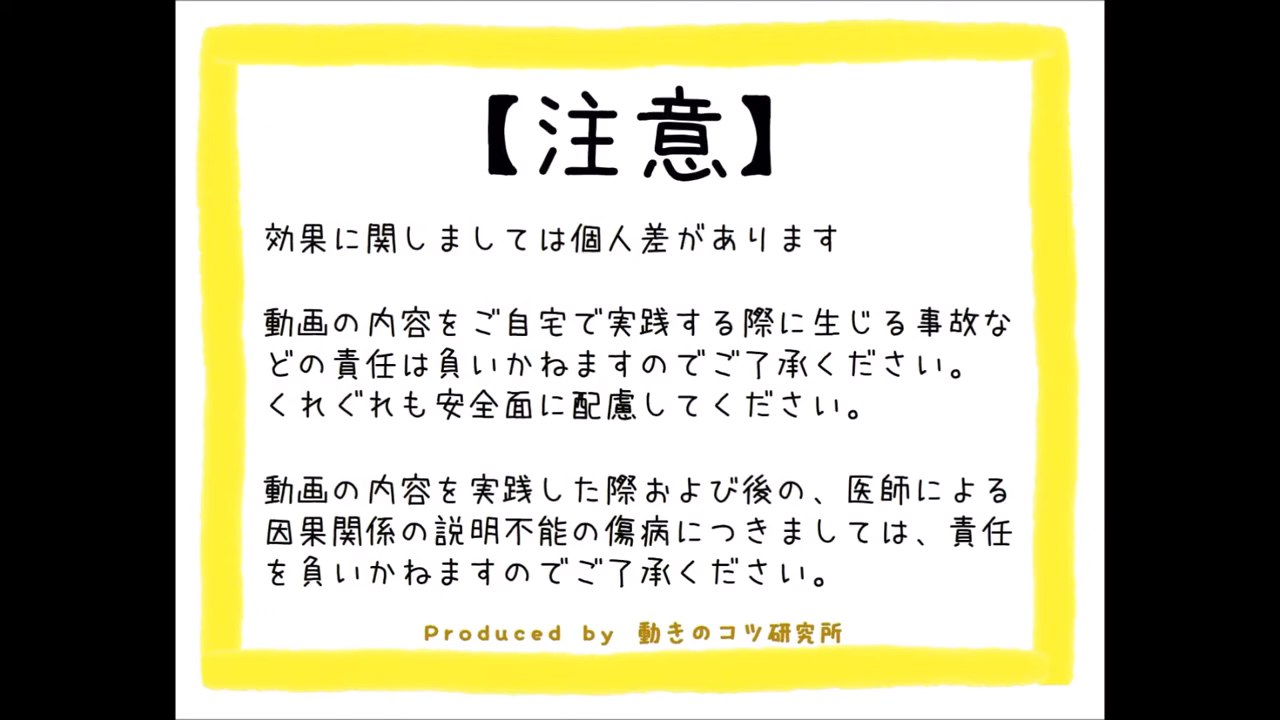 【注意】
効果に関しましては個人差があります
動画の内容をご自宅で実践する際に生じる事故な
どの責任は負いかねますのでご了承ください。
くれぐれも安全面に配慮してください。
動画の内容を実践した際および後の、医師による
因果関係の説明不能の傷病につきましては、責任
を負いかねますのでご了承ください。
Produced by 動きのコツ研究所